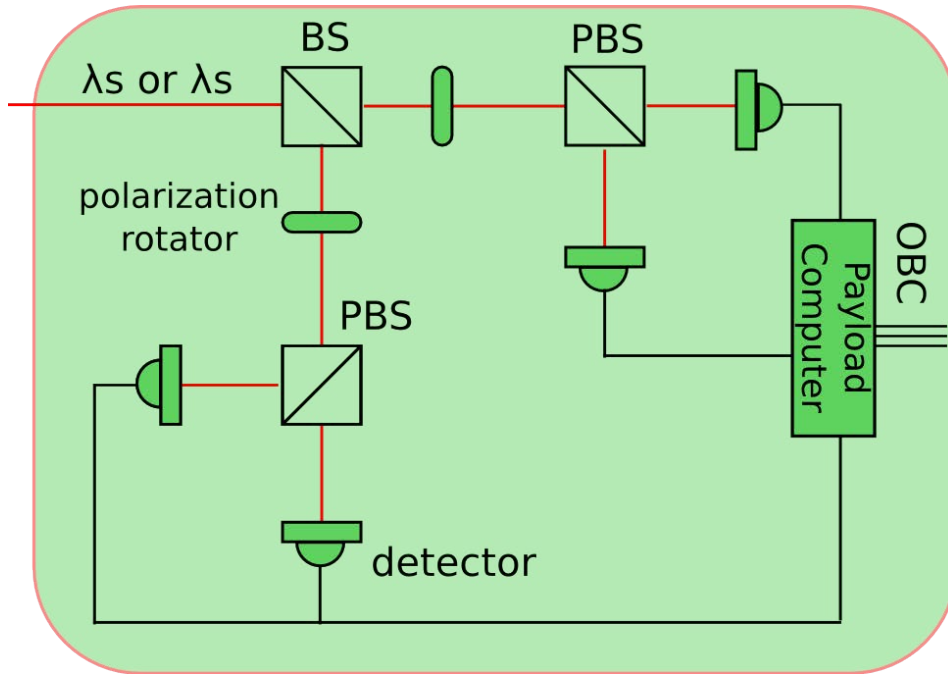 BS
PBS
λs or λs
polarization
rotator
OBC
Payload
Computer
PBS
detector